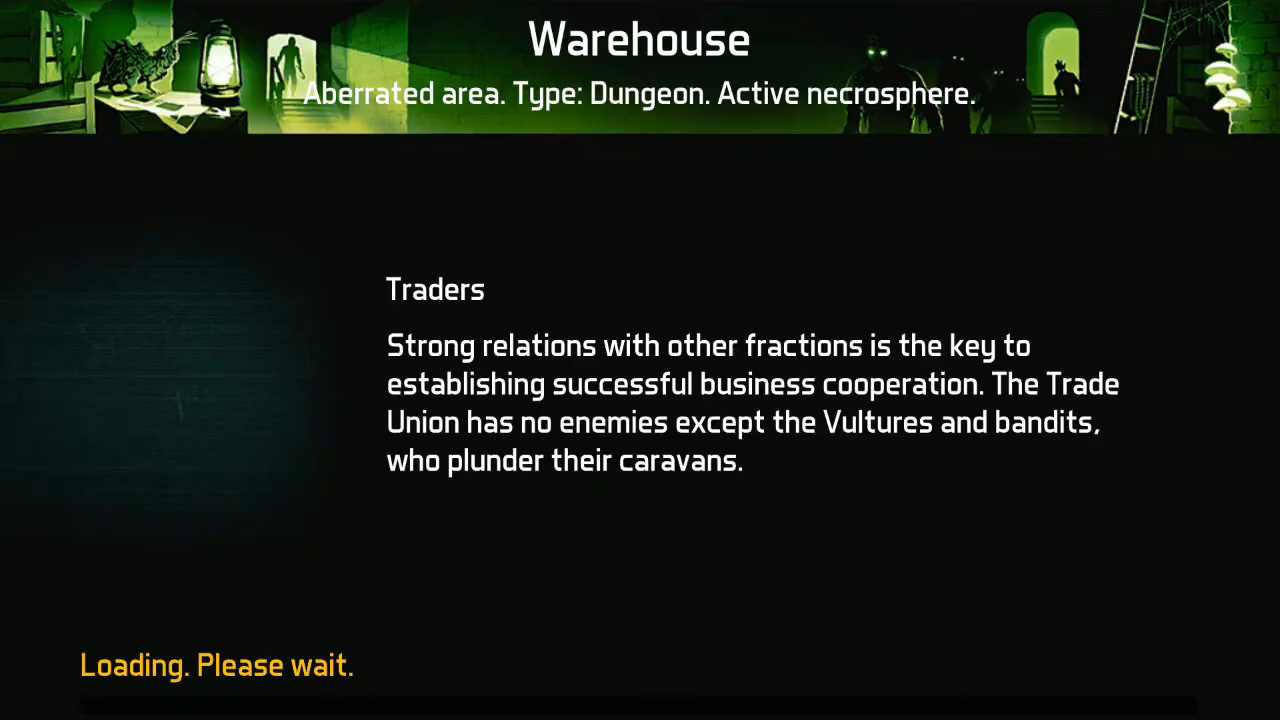 Warehouse
Aberrated area. Type: Dungeon. Active necrosphere.
Traders
Strong relations with other fractions is the key to
establishing successful business cooperation. The Trade
Union has no enemies except the Vultures and bandits,
who plunder their caravans.
Loading. Please wait.